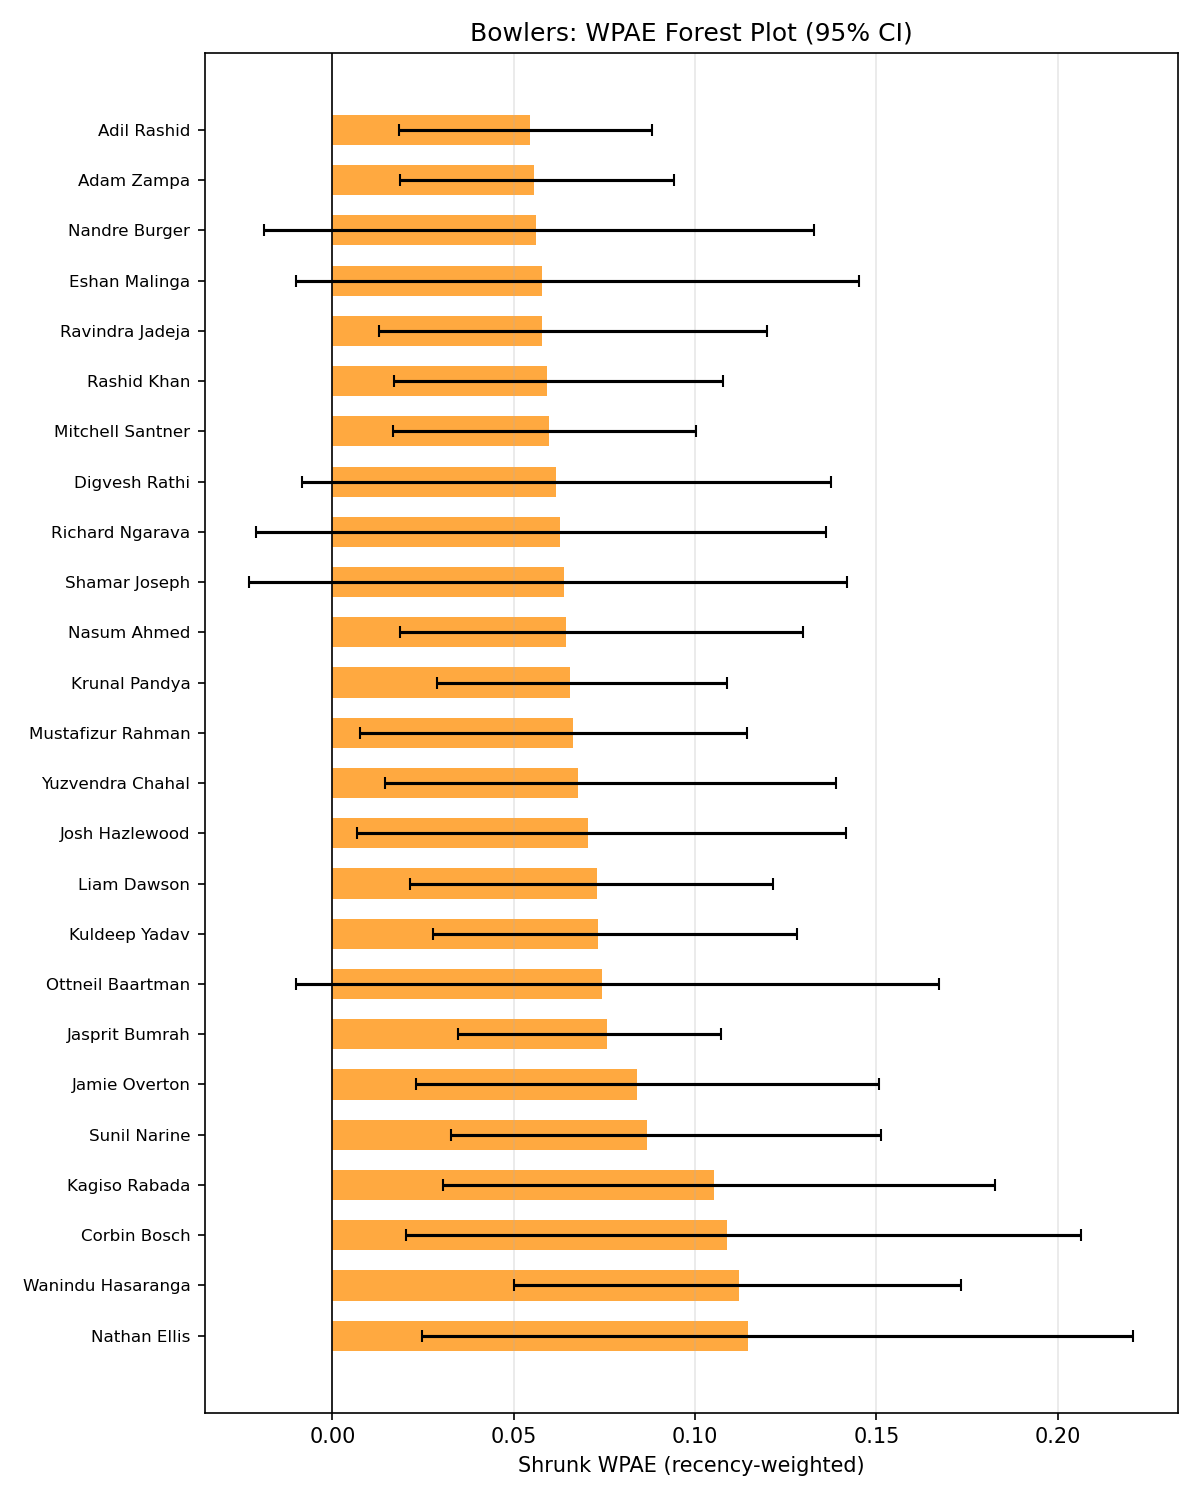 Bowlers: WPAE Forest Plot (95% CI)
Adil Rashid
Adam Zampa
Nandre Burger
Eshan Malinga
Ravindra Jadeja
Rashid Khan
Mitchell Santner
Digvesh Rathi
Richard Ngarava
Shamar Joseph
Nasum Ahmed
Krunal Pandya
Mustafizur Rahman
Yuzvendra Chahal
Josh Hazlewood
Liam Dawson
Kuldeep Yadav
Ottneil Baartman
Jasprit Bumrah
Jamie Overton
Sunil Narine
Kagiso Rabada
Corbin Bosch
Wanindu Hasaranga
Nathan Ellis
0.00 0.05 0.10 0.15 0.20
Shrunk WPAE (recency-weighted)